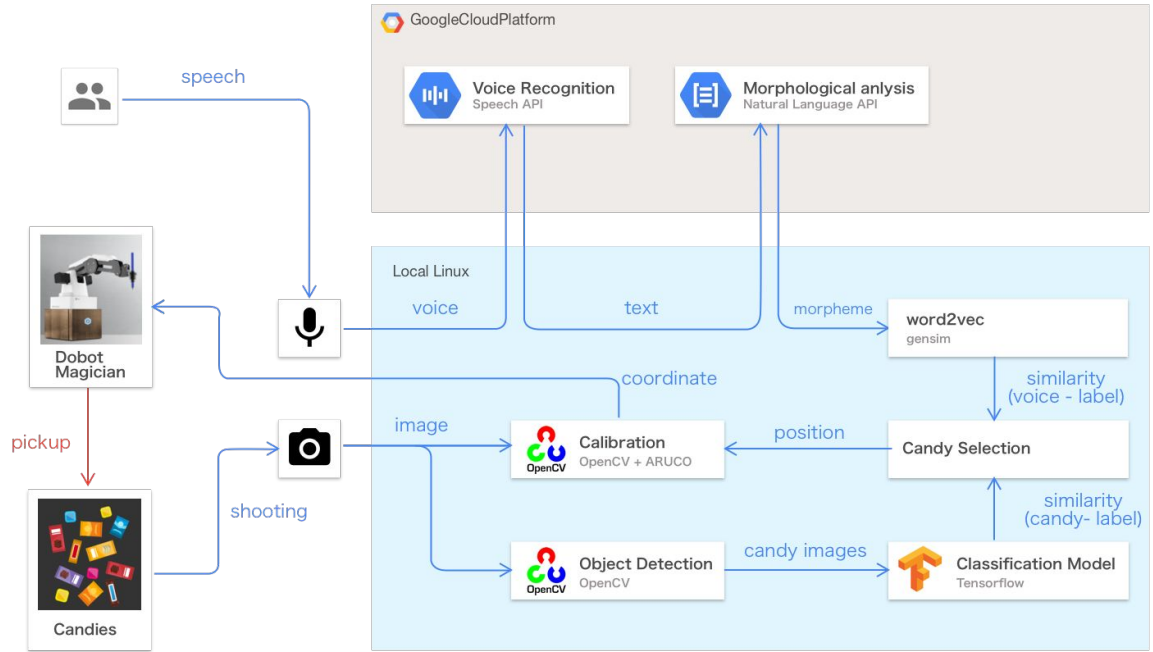 GoogleCloudPlatform
speech
Voice Recognition
Speech API
Morphological anlysis
Natural Language API
Local Linux
voice
text
morpheme
word2vec
gensim
Dobot
Magician
coordinate
similarity
(voice - label)
pickup
image
OpenCV
Calibration
OpenCV + ARUCO
position
Candy Selection
shooting
similarity
(candy- label)
OpenCV
Object Detection
OpenCV
candy images
Classification Model
Tensorflow
Candies